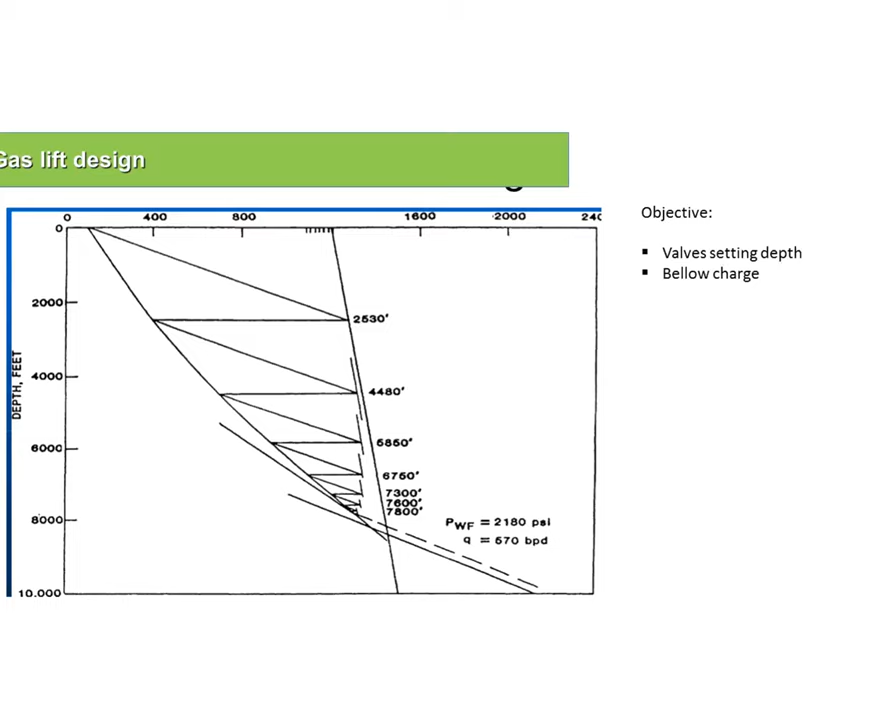 Gas lift design
0 400 800 1600 2000
0
2000
4000
6000
8000
10.000
DEPTH, FEET
2530'
4480'
5850'
6750'
7300'
7600'
7800'
PWF = 2180 psi
q = 570 bpd
Objective:
▪ Valves setting depth
▪ Bellow charge